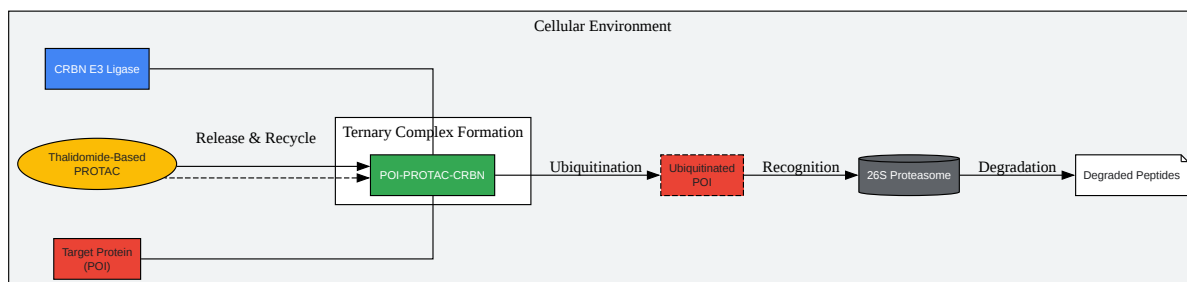 Cellular Environment
CRBN E3 Ligase
Release & Recycle
Ternary Complex Formation
Thalidomide-Based
PROTAC
POI-PROTAC-CRBN
Ubiquitination
Ubiquitinated
POI
Recognition
26S Proteasome
Degradation
Degraded Peptides
Target Protein
(POI)